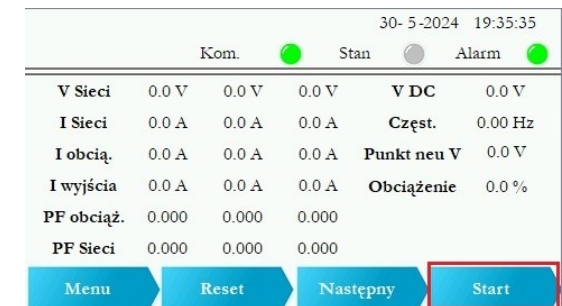 30- 5-2024 19:35:35
Kom. Stan Alarm
V Sieci 0.0 V 0.0 V 0.0 V V DC 0.0 V
I Sieci 0.0 A 0.0 A 0.0 A Częst. 0.00 Hz
I obcią. 0.0 A 0.0 A 0.0 A Punkt neu V 0.0 V
I wyjścia 0.0 A 0.0 A 0.0 A Obciążenie 0.0 %
PF obciąż. 0.000 0.000 0.000
PF Sieci 0.000 0.000 0.000
Menu Reset Następny Start